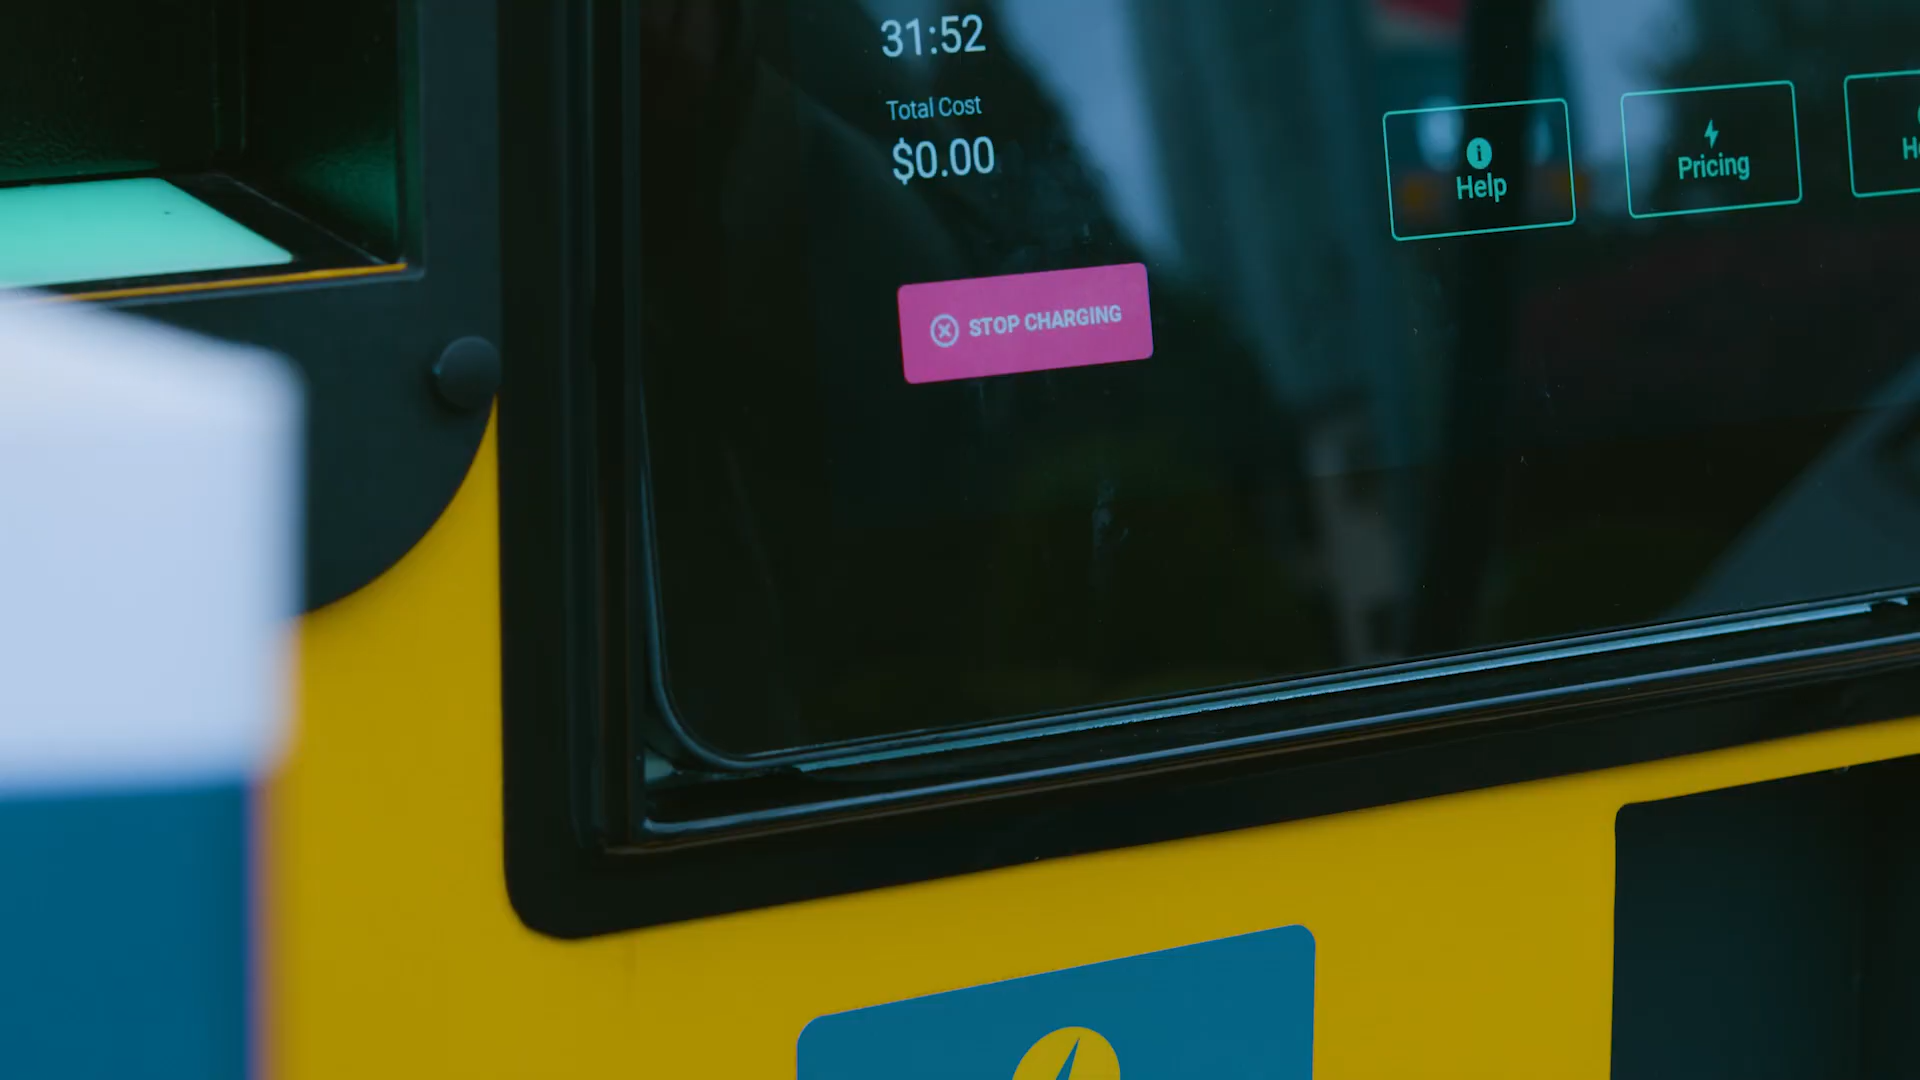 31:52
Total Cost
$0.00
STOP CHARGING
Help
Pricing